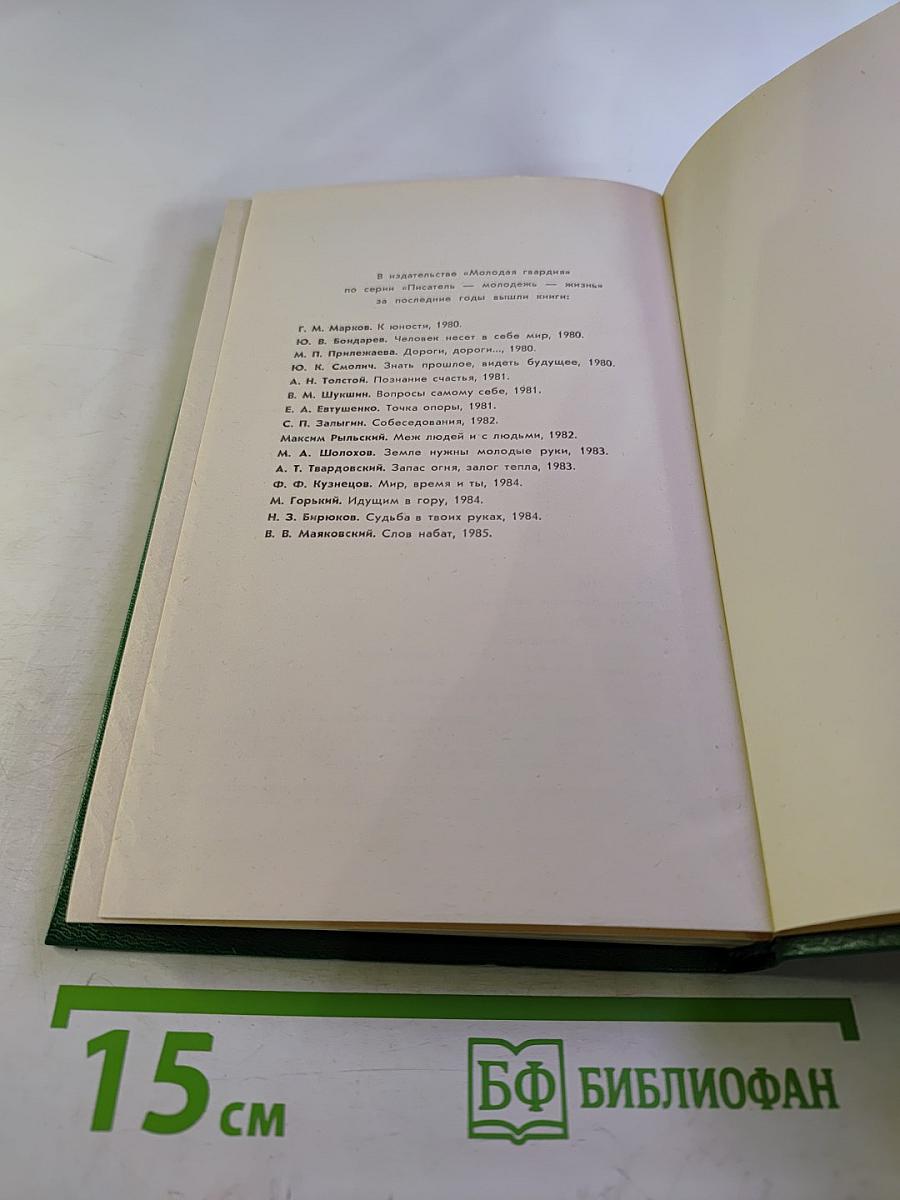 В издательстве «Молодая гвардия»
по серии «Писатель — молодежь — жизнь»
за последние годы вышли книги:
Г. М. Марков. К юности, 1980.
Ю. В. Бондарев. Человек несет в себе мир, 1980.
М. П. Прилежаева. Дороги, дороги..., 1980.
Ю. К. Смолич. Знать прошлое, видеть будущее, 1980.
А. Н. Толстой. Познание счастья, 1981.
В. М. Шукшин. Вопросы самому себе, 1981.
Е. А. Евтушенко. Точка опоры, 1981.
С. П. Залыгин. Собеседования, 1982.
Максим Рыльский. Меж людей и с людьми, 1982.
М. А. Шолохов. Земле нужны молодые руки, 1983.
А. Т. Твардовский. Запас огня, залог тепла, 1983.
Ф. Ф. Кузнецов. Мир, время и ты, 1984.
М. Горький. Идущим в гору, 1984.
Н. З. Бирюков. Судьба в твоих руках, 1984.
В. В. Маяковский. Слов набат, 1985.
15 см
БФ БИБЛИОФАН